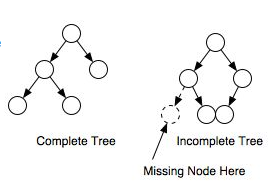 Complete Tree
Incomplete Tree
Missing Node Here